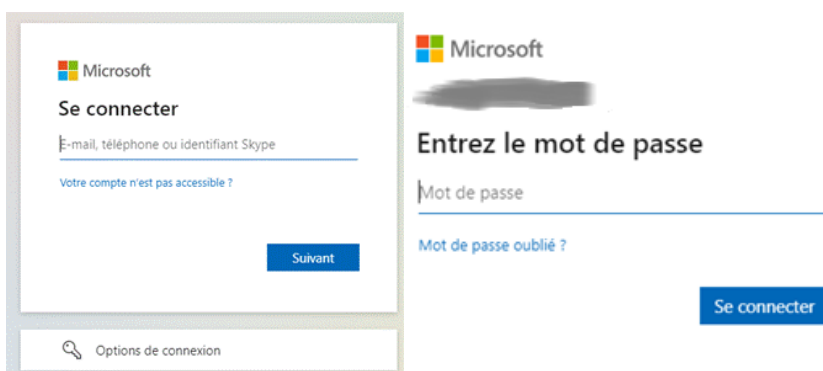 Microsoft
Se connecter
E-mail, téléphone ou identifiant Skype
Votre compte n'est pas accessible ?
Suivant
Options de connexion
Microsoft
Entrez le mot de passe
Mot de passe
Mot de passe oublié ?
Se connecter